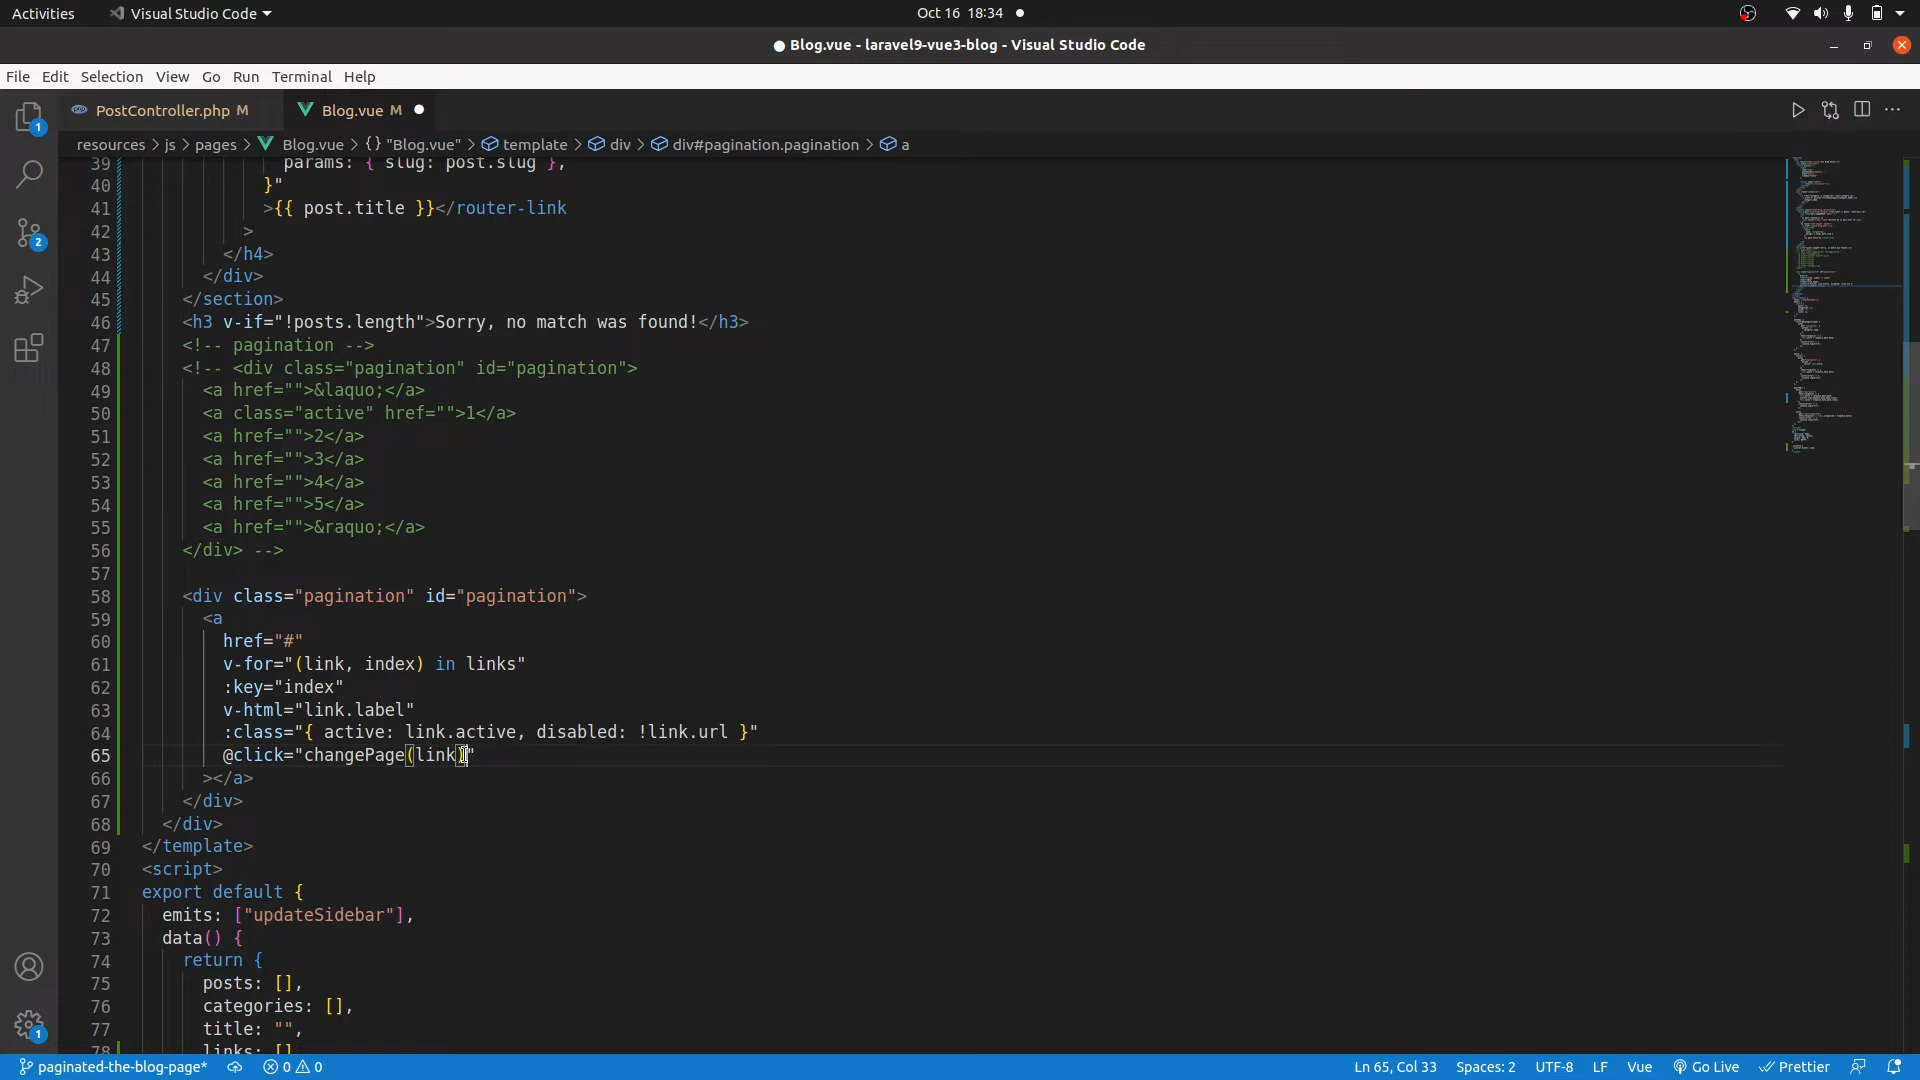 Activities
Visual Studio Code
Oct 16 18:34
● Blog.vue - laravel9-vue3-blog - Visual Studio Code
File Edit Selection View Go Run Terminal Help
PostController.php M
Blog.vue M
resources > js > pages > Blog.vue > {} "Blog.vue" > template > div > div#pagination.pagination > a
39 params: { slug: post.slug },
40 }"
41 >{{ post.title }}</router-link
42 >
43 </h4>
44 </div>
45 </section>
46 <h3 v-if="!posts.length">Sorry, no match was found!</h3>
47 <!-- pagination -->
48 <!-- <div class="pagination" id="pagination">
49 <a href="">&laquo;</a>
50 <a class="active" href="">1</a>
51 <a href="">2</a>
52 <a href="">3</a>
53 <a href="">4</a>
54 <a href="">5</a>
55 <a href="">&raquo;</a>
56 </div> -->
57
58 <div class="pagination" id="pagination">
59 <a
60 href="#"
61 v-for="(link, index) in links"
62 :key="index"
63 v-html="link.label"
64 :class="{ active: link.active, disabled: !link.url }"
65 @click="changePage(link)"
66 ></a>
67 </div>
68 </div>
69 </template>
70 <script>
71 export default {
72 emits: ["updateSidebar"],
73 data() {
74 return {
75 posts: [],
76 categories: [],
77 title: "",
78 links: []
1
2
1
paginated-the-blog-page*
0 0
Ln 65, Col 33
Spaces: 2
UTF-8
LF
Vue
Go Live
Prettier